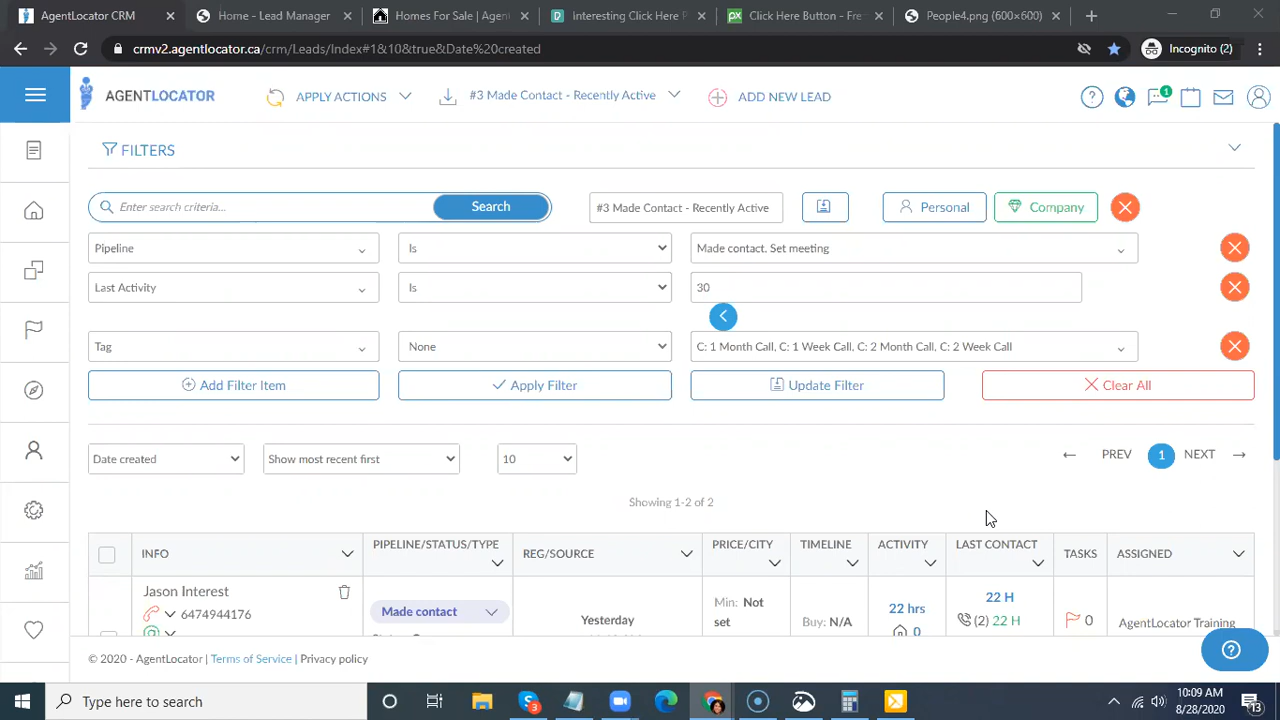 AgentLocator CRM
Home - Lead Manager
Homes For Sale | Agent
Interesting Click Here P
Click Here Button - Fre
People4.png (600×600)
crmv2.agentlocator.ca/crm/Leads/Index#1&10&true&Date%20created
Incognito (2)
AGENTLOCATOR
APPLY ACTIONS
#3 Made Contact - Recently Active
ADD NEW LEAD
1
FILTERS
Enter search criteria...
Search
#3 Made Contact - Recently Active
Personal
Company
Pipeline
Is
Made contact, Set meeting
Last Activity
Is
30
Tag
None
C: 1 Month Call, C: 1 Week Call, C: 2 Month Call, C: 2 Week Call
Add Filter Item
Apply Filter
Update Filter
Clear All
Date created
Show most recent first
10
PREV
1
NEXT
Showing 1-2 of 2
INFO
PIPELINE/STATUS/TYPE
REG/SOURCE
PRICE/CITY
TIMELINE
ACTIVITY
LAST CONTACT
TASKS
ASSIGNED
Jason Interest
6474944176
Made contact
Yesterday
Min: Not
set
Buy: N/A
22 hrs
0
22 H
(2) 22 H
0
AgentLocator Training
© 2020 - AgentLocator | Terms of Service | Privacy policy
Type here to search
3
10:09 AM
8/28/2020
13